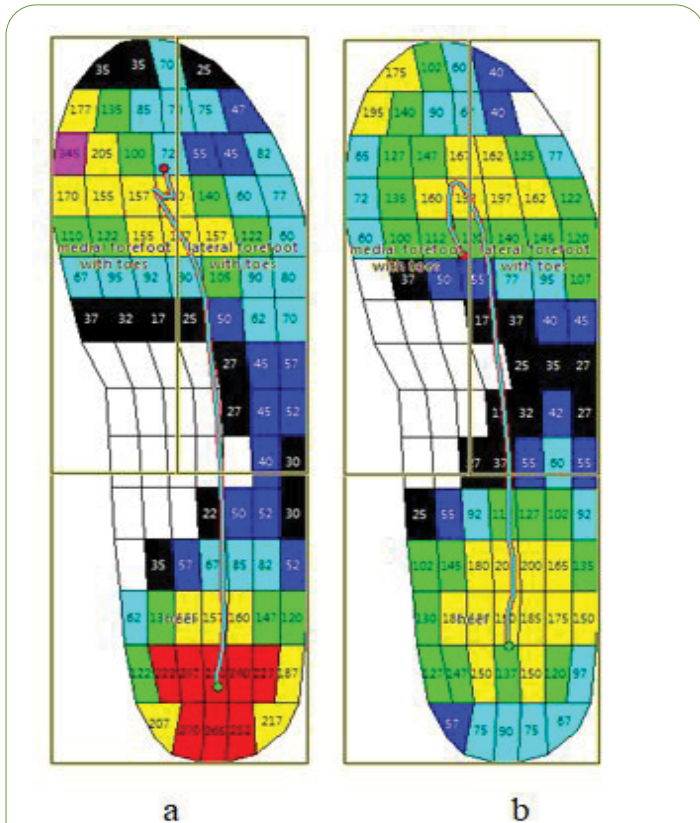 35 35 70 25
177 135 85 75 47
205 100 72 55 45 82
170 155 157 140 60 77
110 122 155 157 122 60
medial forefoot lateral forefoot
with toes with toes
67 95 92 90 105 90 80
37 32 17 25 50 62 70
27 45 57
27 45 52
40 30
22 50 52 30
35 57 67 85 82 52
62 heel 157 160 147 120
122 227 187
207 270 265 252 217
a
175 102 60 40
195 140 90 40
65 127 147 167 162 125 77
72 135 160 197 162 122
60 100 112 140 145 120
medial forefoot lateral forefoot
with toes with toes
37 50 55 77 95 107
17 37 40 45
25 35 27
32 42 27
37 55 60 55
25 55 92 127 102 92
102 145 180 200 165 135
130 heel 185 175 150
127 147 150 137 150 120 97
57 75 90 75 67
b